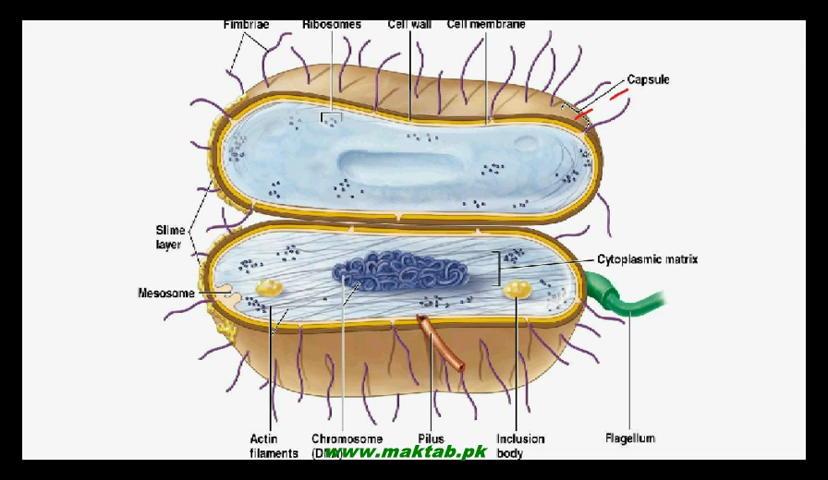 Fimbriae
Ribosomes
Cell wall
Cell membrane
Capsule
Slime
layer
Cytoplasmic matrix
Mesosome
Actin
filaments
Chromosome
Pilus
Inclusion
body
Flagellum
www.maktab.pk